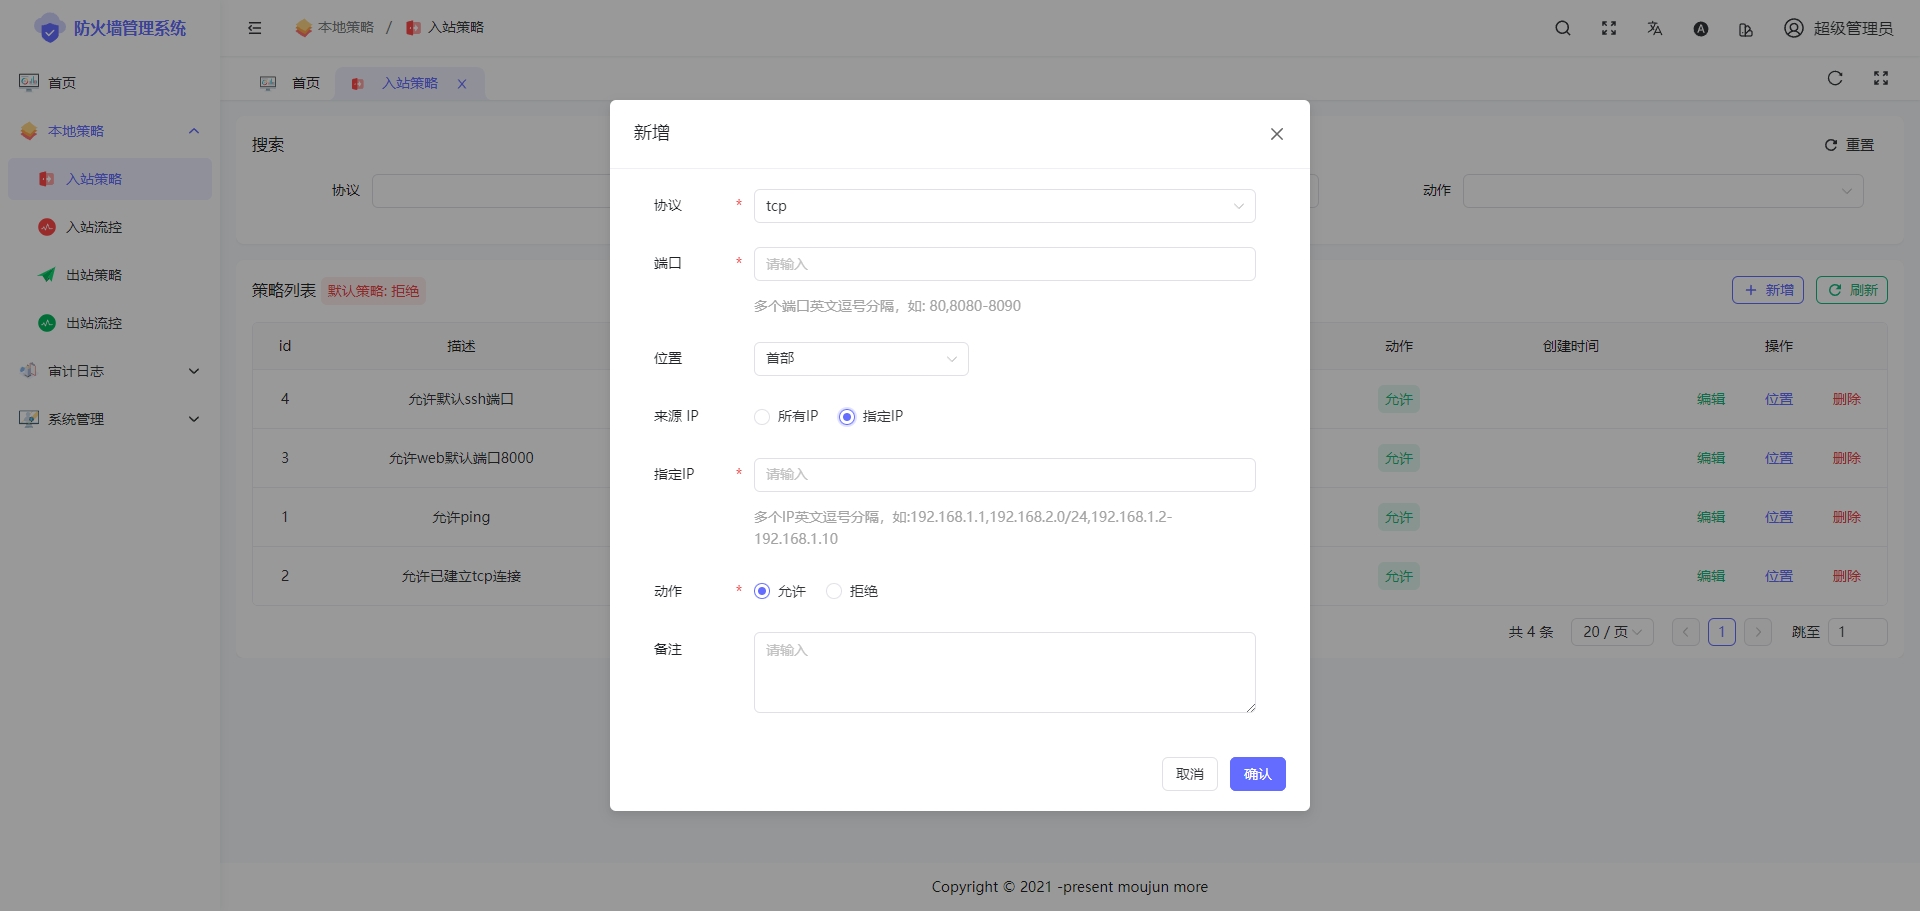 防火墙管理系统
本地策略 / 入站策略
超级管理员
首页
本地策略
入站策略
入站流控
出站策略
出站流控
审计日志
系统管理
首页
入站策略
搜索
重置
协议
动作
策略列表 默认策略: 拒绝
新增
刷新
id 描述 动作 创建时间 操作
4 允许默认ssh端口 允许 编辑 位置 删除
3 允许web默认端口8000 允许 编辑 位置 删除
1 允许ping 允许 编辑 位置 删除
2 允许已建立tcp连接 允许 编辑 位置 删除
共 4 条 20 / 页 1 跳至 1
新增
协议 * tcp
端口 * 请输入
多个端口英文逗号分隔，如: 80,8080-8090
位置 首部
来源 IP 所有IP 指定IP
指定IP * 请输入
多个IP英文逗号分隔，如:192.168.1.1,192.168.2.0/24,192.168.1.2-
192.168.1.10
动作 * 允许 拒绝
备注 请输入
取消 确认
Copyright © 2021 -present moujun more